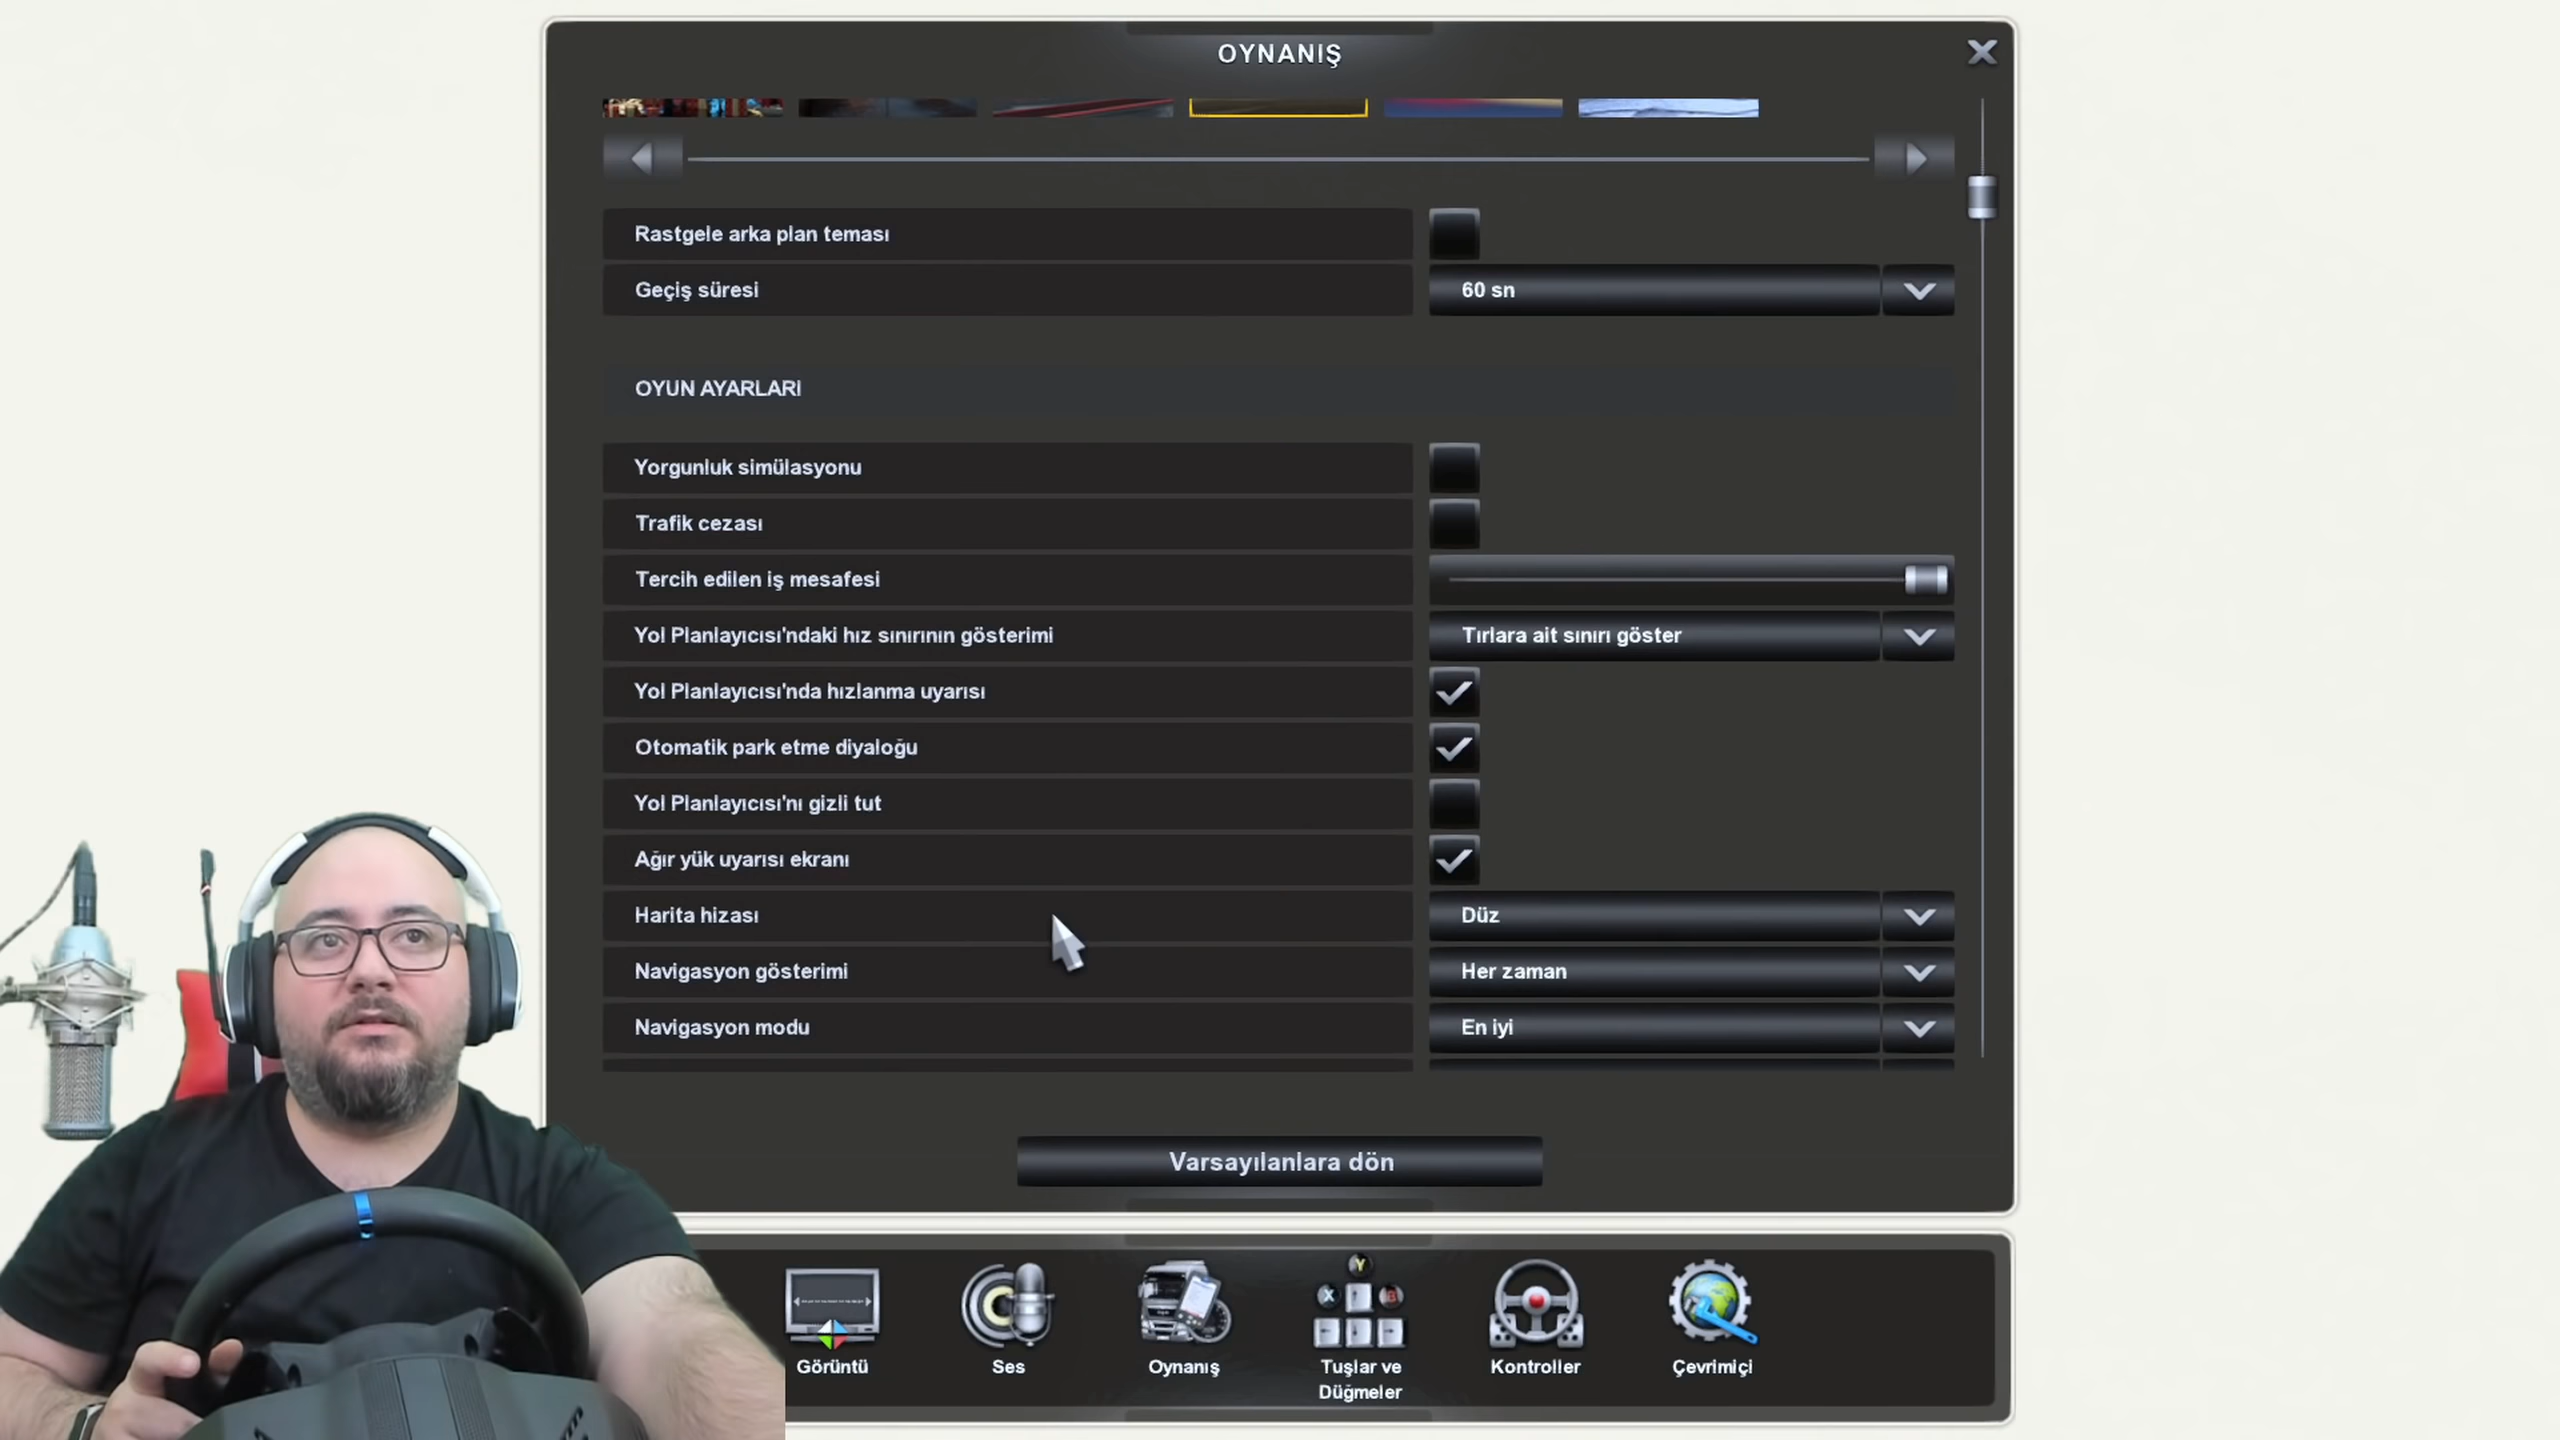 OYNANIŞ
Rastgele arka plan teması
Geçiş süresi
60 sn
OYUN AYARLARI
Yorgunluk simülasyonu
Trafik cezası
Tercih edilen iş mesafesi
Yol Planlayıcısı'ndaki hız sınırının gösterimi
Tırlara ait sınırı göster
Yol Planlayıcısı'nda hızlanma uyarısı
Otomatik park etme diyaloğu
Yol Planlayıcısı'nı gizli tut
Ağır yük uyarısı ekranı
Harita hizası
Düz
Navigasyon gösterimi
Her zaman
Navigasyon modu
En iyi
Varsayılanlara dön
Y
X
B
Görüntü
Ses
Oynanış
Tuşlar ve
Düğmeler
Kontroller
Çevrimiçi